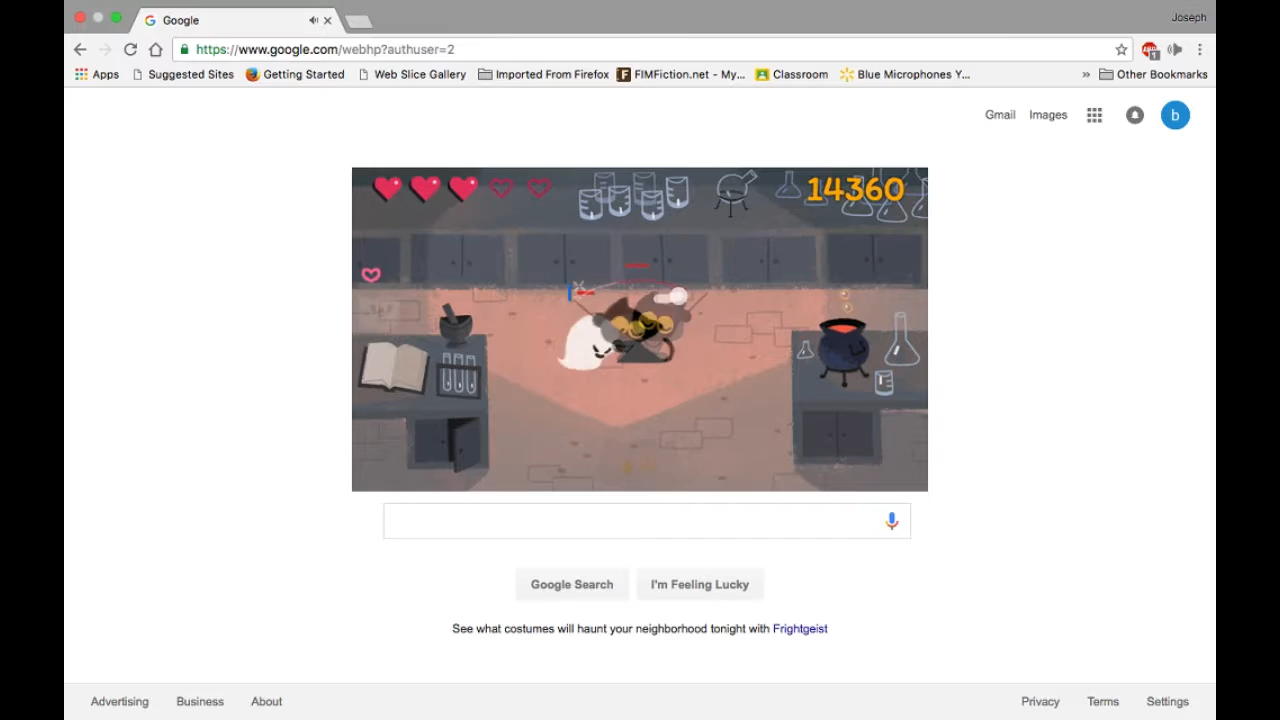 Google
Joseph
https://www.google.com/webhp?authuser=2
Apps Suggested Sites Getting Started Web Slice Gallery Imported From Firefox FIMFiction.net - My... Classroom Blue Microphones Y... » Other Bookmarks
Gmail Images b
14360
Google Search I'm Feeling Lucky
See what costumes will haunt your neighborhood tonight with Frightgeist
Advertising Business About Privacy Terms Settings